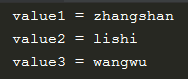 value1 = zhangshan
value2 = lishi
value3 = wangwu